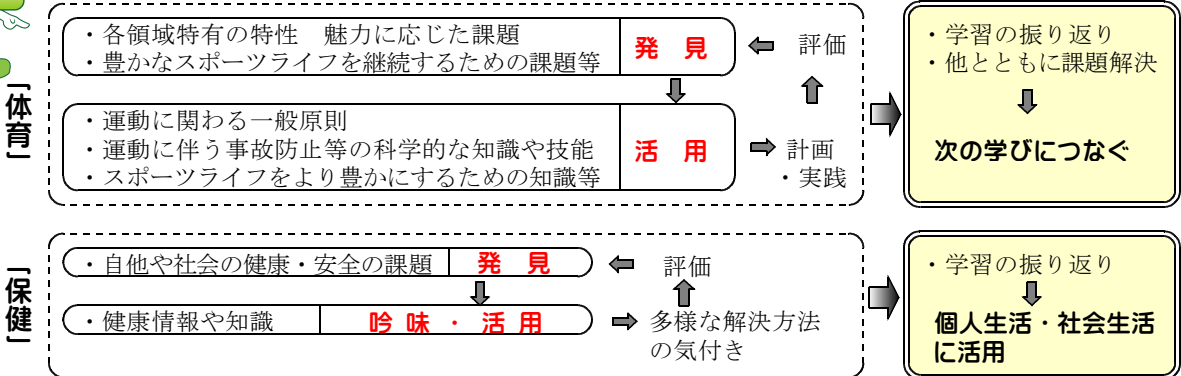 「体育」
・各領域特有の特性　魅力に応じた課題
・豊かなスポーツライフを継続するための課題等
発　見
評価
・運動に関わる一般原則
・運動に伴う事故防止等の科学的な知識や技能
・スポーツライフをより豊かにするための知識等
活　用
計画
・実践
・学習の振り返り
・他とともに課題解決
次の学びにつなぐ
「保健」
・自他や社会の健康・安全の課題
発　見
評価
・健康情報や知識
吟 味 ・ 活 用
多様な解決方法
の気付き
・学習の振り返り
個人生活・社会生活
に活用